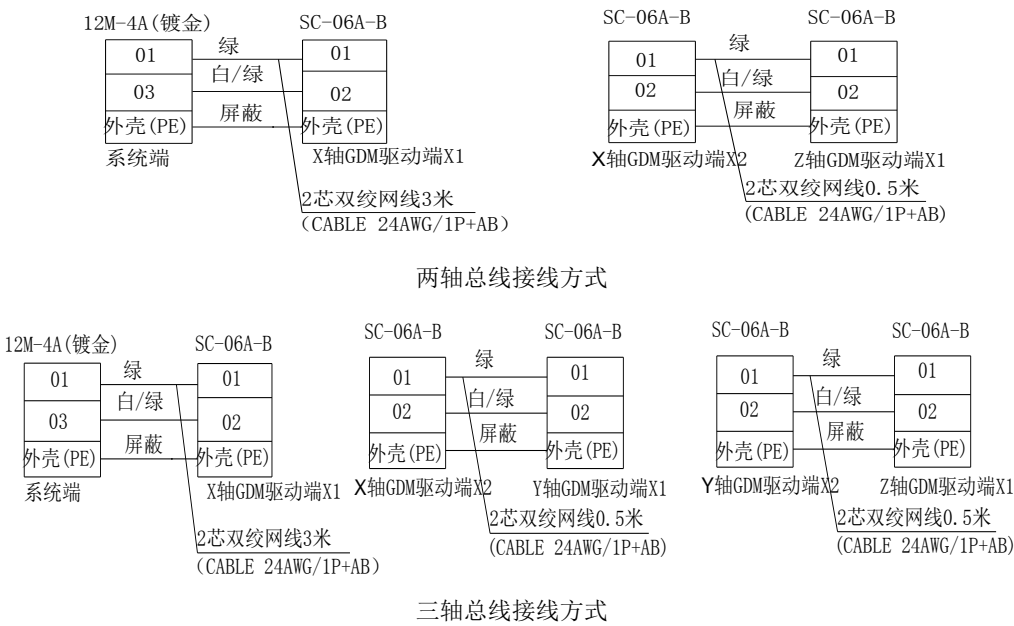 12M-4A(镀金)
SC-06A-B
01
绿
01
白/绿
03
02
屏蔽
外壳(PE)
外壳(PE)
系统端
X轴GDM驱动端X1
2芯双绞网线3米
(CABLE 24AWG/1P+AB)
SC-06A-B
SC-06A-B
绿
01
01
白/绿
02
02
屏蔽
外壳(PE)
外壳(PE)
X轴GDM驱动端X2
Z轴GDM驱动端X1
2芯双绞网线0.5米
(CABLE 24AWG/1P+AB)
两轴总线接线方式
12M-4A(镀金)
SC-06A-B
绿
01
01
白/绿
03
02
屏蔽
外壳(PE)
外壳(PE)
系统端
X轴GDM驱动端X1
2芯双绞网线3米
(CABLE 24AWG/1P+AB)
SC-06A-B
SC-06A-B
绿
01
01
白/绿
02
02
屏蔽
外壳(PE)
外壳(PE)
X轴GDM驱动端X2
Y轴GDM驱动端X1
2芯双绞网线0.5米
(CABLE 24AWG/1P+AB)
SC-06A-B
SC-06A-B
绿
01
01
白/绿
02
02
屏蔽
外壳(PE)
外壳(PE)
Y轴GDM驱动端X2
Z轴GDM驱动端X1
2芯双绞网线0.5米
(CABLE 24AWG/1P+AB)
三轴总线接线方式